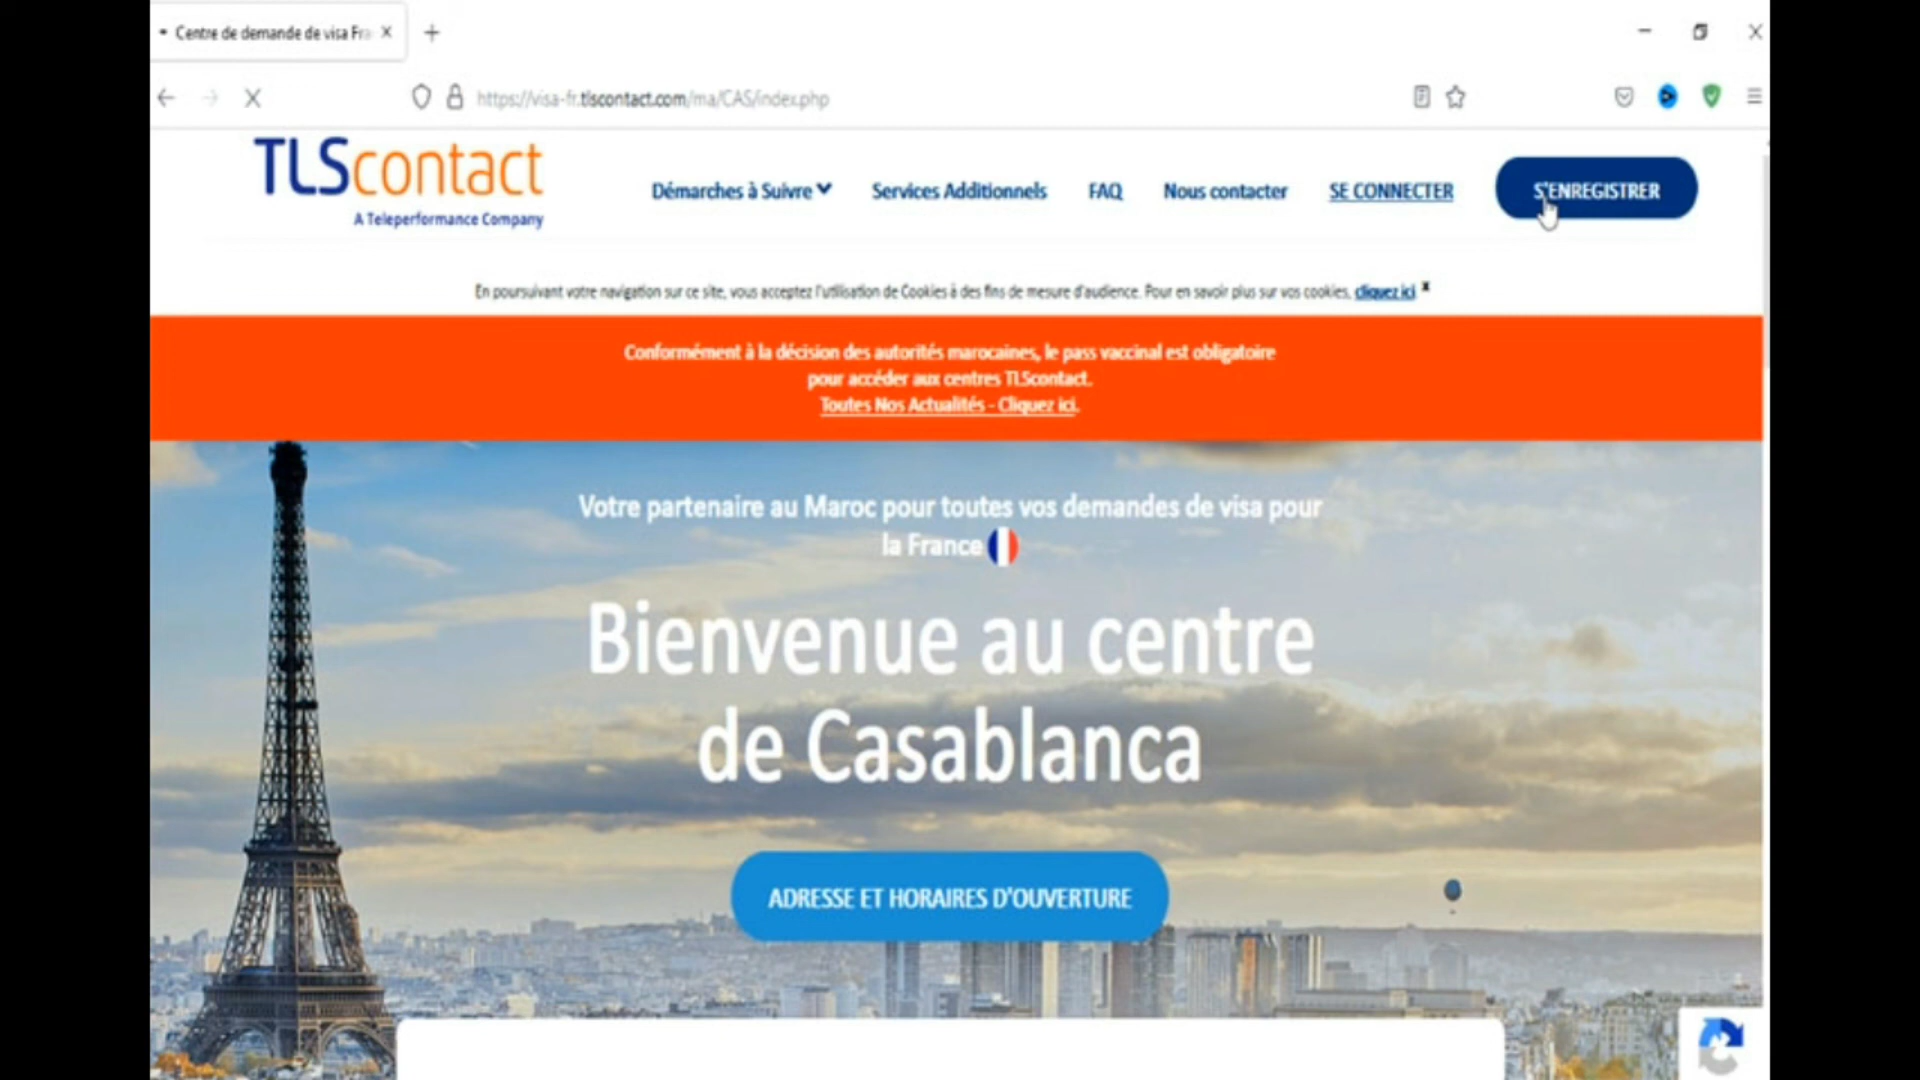 Centre de demande de visa Fra
https://visa-fr.tlscontact.com/ma/CAS/index.php
TLScontact
A Teleperformance Company
Démarches à Suivre
Services Additionnels
FAQ
Nous contacter
SE CONNECTER
S'ENREGISTRER
En poursuivant votre navigation sur ce site, vous acceptez l'utilisation de Cookies à des fins de mesure d'audience. Pour en savoir plus sur vos cookies, cliquez ici x
Conformément à la décision des autorités marocaines, le pass vaccinal est obligatoire
pour accéder aux centres TLScontact.
Toutes Nos Actualités - Cliquez ici.
Votre partenaire au Maroc pour toutes vos demandes de visa pour
la France
Bienvenue au centre
de Casablanca
ADRESSE ET HORAIRES D'OUVERTURE